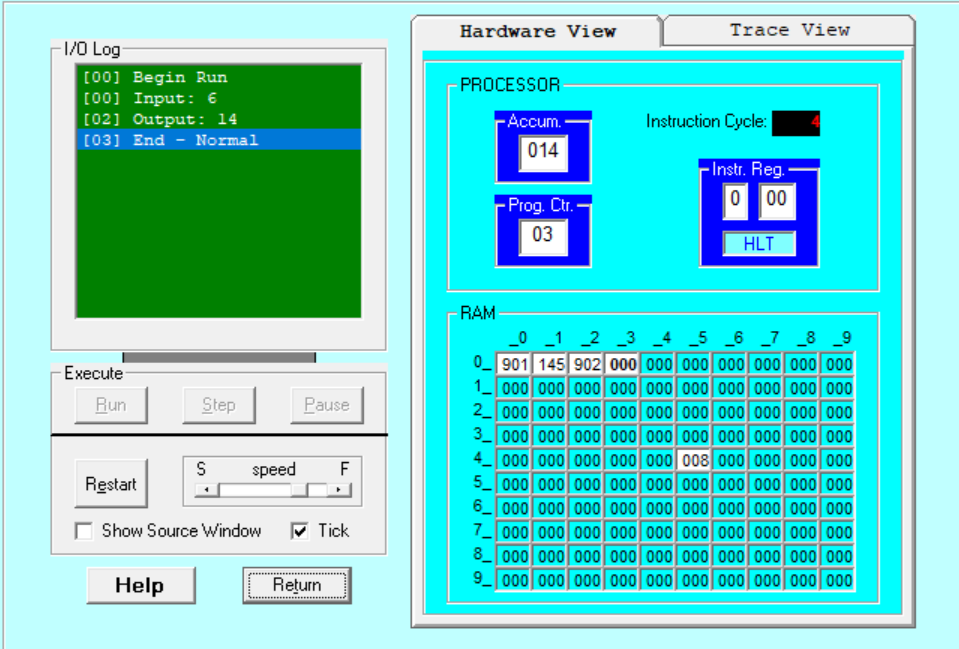 Hardware View
Trace View
I/O Log
[00] Begin Run
[00] Input: 6
[02] Output: 14
[03] End - Normal
Execute
Run Step Pause
Restart
S speed F
Show Source Window Tick
Help Return
PROCESSOR
Accum.
014
Instruction Cycle: 4
Prog. Ctr.
03
Instr. Reg.
0 00
HLT
RAM
_0 _1 _2 _3 _4 _5 _6 _7 _8 _9
0_ 901 145 902 000 000 000 000 000 000 000
1_ 000 000 000 000 000 000 000 000 000 000
2_ 000 000 000 000 000 000 000 000 000 000
3_ 000 000 000 000 000 000 000 000 000 000
4_ 000 000 000 000 000 008 000 000 000 000
5_ 000 000 000 000 000 000 000 000 000 000
6_ 000 000 000 000 000 000 000 000 000 000
7_ 000 000 000 000 000 000 000 000 000 000
8_ 000 000 000 000 000 000 000 000 000 000
9_ 000 000 000 000 000 000 000 000 000 000